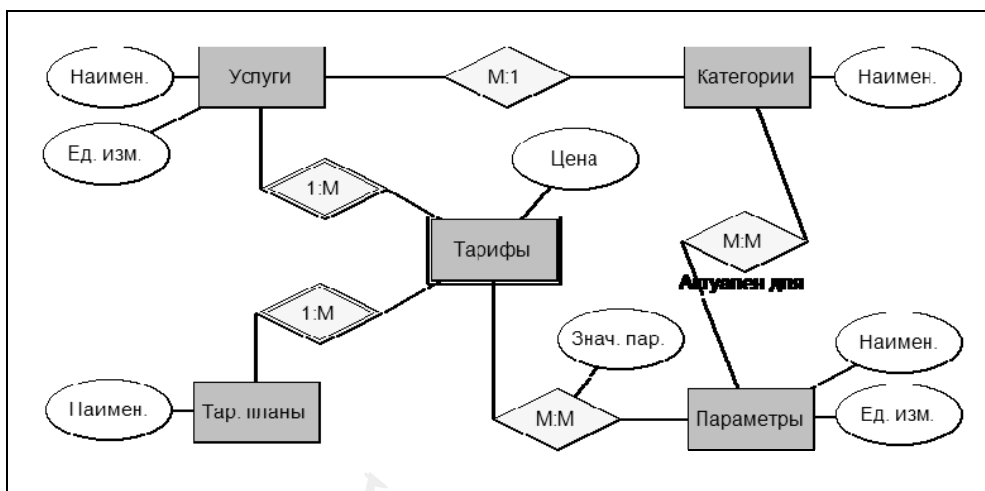 Наимен.
Услуги
М:1
Категории
Наимен.
Ед. изм.
Цена
1:М
М:М
Тарифы
Актуален для
1:М
Знач. пар.
Наимен.
Наимен.
Тар. планы
М:М
Параметры
Ед. изм.